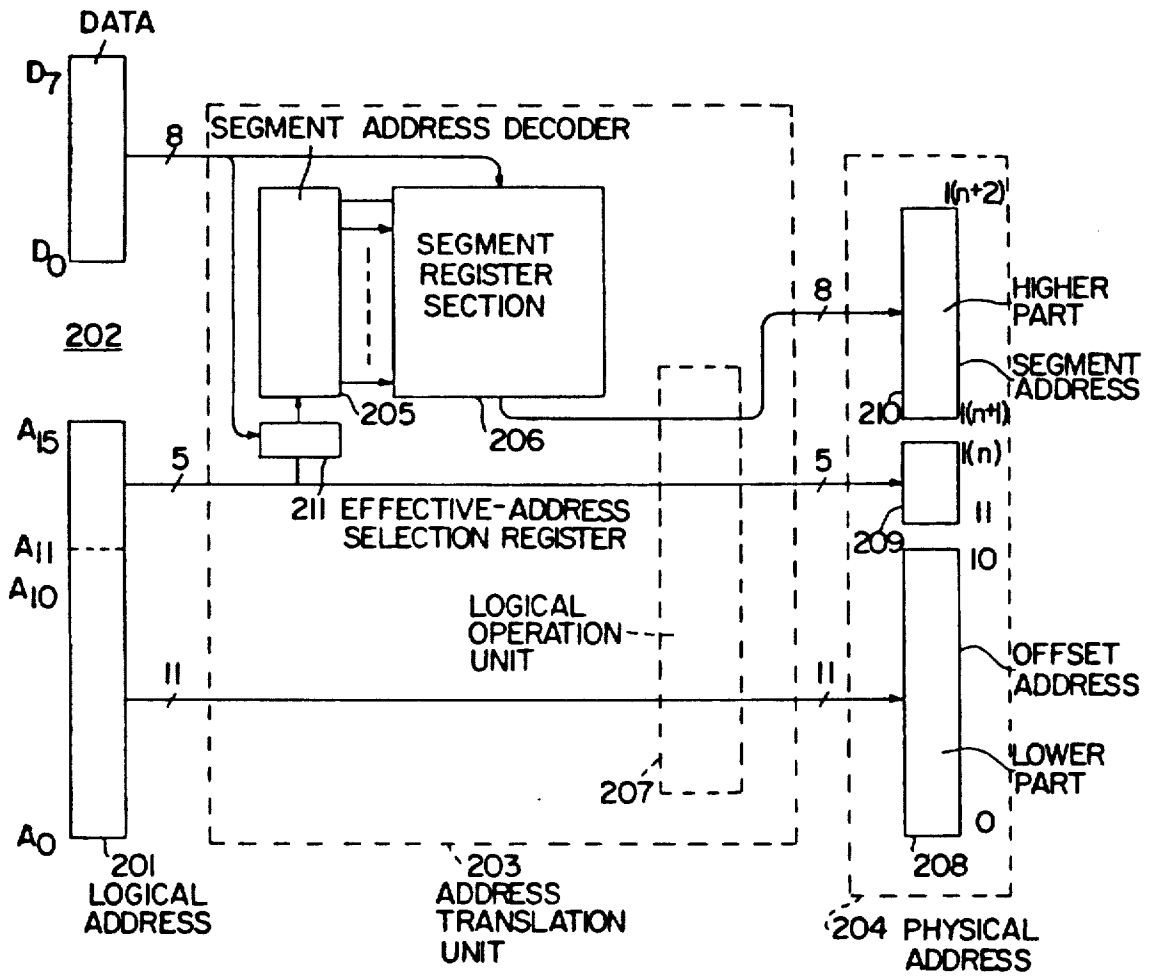 DATA
D7
D0
202
8
SEGMENT ADDRESS DECODER
SEGMENT
REGISTER
SECTION
205
206
8
1(n+2)
HIGHER
PART
SEGMENT
ADDRESS
210
1(n+1)
A15
A11
A10
A0
5
211 EFFECTIVE-ADDRESS
SELECTION REGISTER
5
1(n)
11
209
10
LOGICAL
OPERATION
UNIT
11
11
OFFSET
ADDRESS
LOWER
PART
207
0
208
201
LOGICAL
ADDRESS
203
ADDRESS
TRANSLATION
UNIT
204 PHYSICAL
ADDRESS